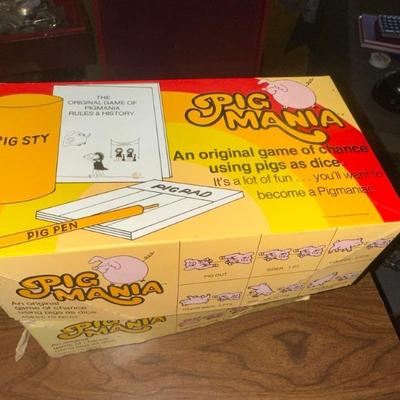 THE
ORIGINAL GAME OF
PIGMANIA
RULES & HISTORY
PIG STY
PIG PAD
PIG PEN
PIG
MANIA
An original game of chance
using pigs as dice.
It's a lot of fun . . . you'll want to
become a Pigmaniac
PIG
MANIA
An original
game of chance
using pigs as dice.
PIG OUT
SIDER 1 PT
PIG
MANIA